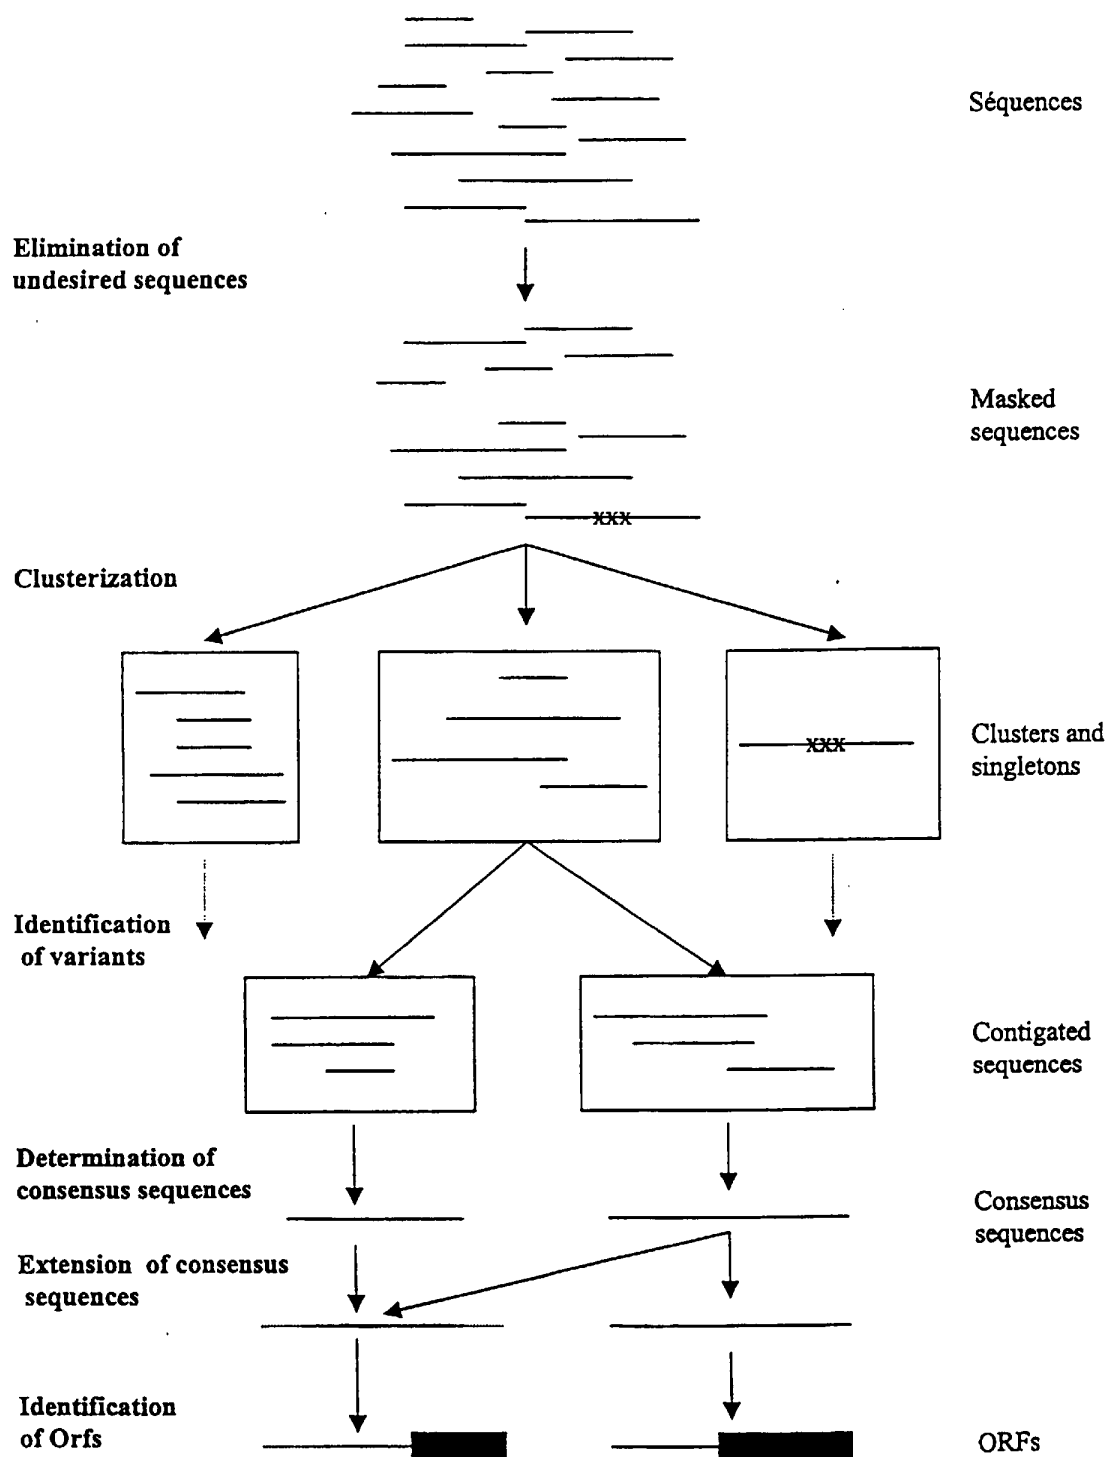 Séquences
Elimination of
undesired sequences
Masked
sequences
xxx
Clusterization
Clusters and
singletons
xxx
Identification
of variants
Contigated
sequences
Determination of
consensus sequences
Consensus
sequences
Extension of consensus
sequences
Identification
of Orfs
ORFs